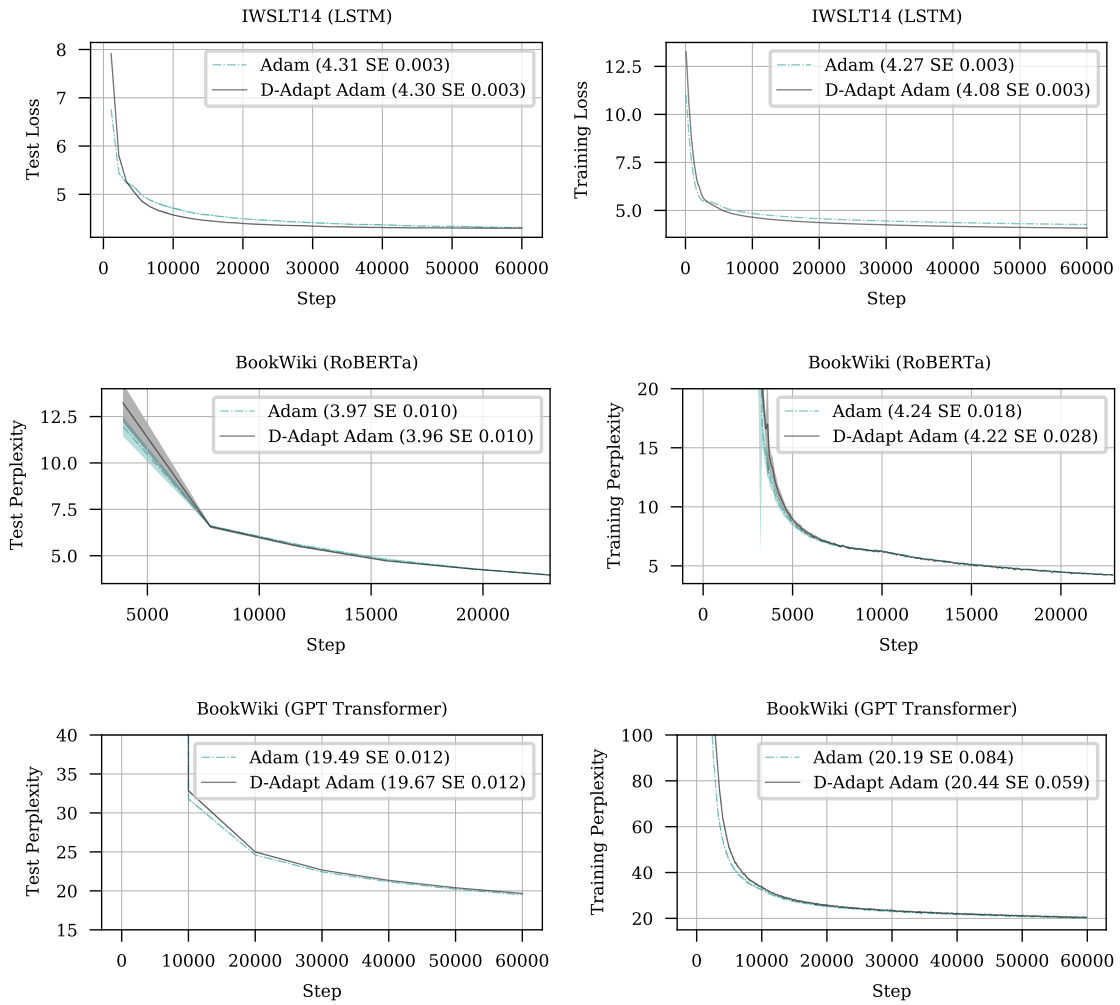 IWSLT14 (LSTM)
8
7
6
5
Test Loss
Adam (4.31 SE 0.003)
D-Adapt Adam (4.30 SE 0.003)
0 10000 20000 30000 40000 50000 60000
Step
IWSLT14 (LSTM)
12.5
10.0
7.5
5.0
Training Loss
Adam (4.27 SE 0.003)
D-Adapt Adam (4.08 SE 0.003)
0 10000 20000 30000 40000 50000 60000
Step
BookWiki (RoBERTa)
12.5
10.0
7.5
5.0
Test Perplexity
Adam (3.97 SE 0.010)
D-Adapt Adam (3.96 SE 0.010)
5000 10000 15000 20000
Step
BookWiki (RoBERTa)
20
15
10
5
Training Perplexity
Adam (4.24 SE 0.018)
D-Adapt Adam (4.22 SE 0.028)
0 5000 10000 15000 20000
Step
BookWiki (GPT Transformer)
40
35
30
25
20
15
Test Perplexity
Adam (19.49 SE 0.012)
D-Adapt Adam (19.67 SE 0.012)
0 10000 20000 30000 40000 50000 60000
Step
BookWiki (GPT Transformer)
100
80
60
40
20
Training Perplexity
Adam (20.19 SE 0.084)
D-Adapt Adam (20.44 SE 0.059)
0 10000 20000 30000 40000 50000 60000
Step